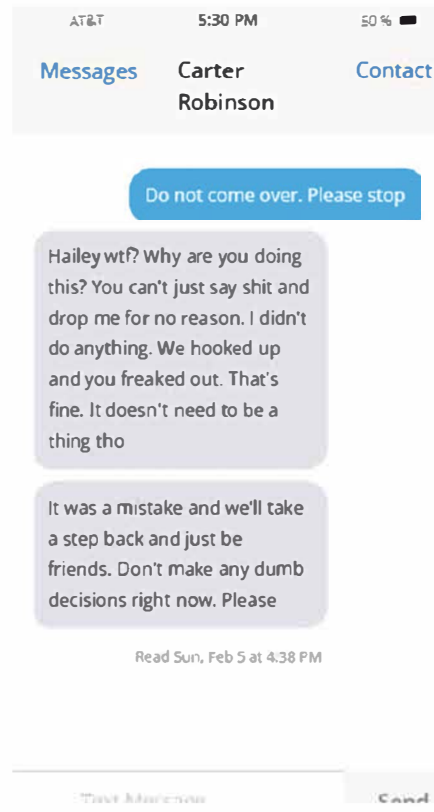 AT&T 5:30 PM 50 %
Messages Carter Contact
Robinson
Do not come over. Please stop
Hailey wtf? Why are you doing
this? You can't just say shit and
drop me for no reason. I didn't
do anything. We hooked up
and you freaked out. That's
fine. It doesn't need to be a
thing tho
It was a mistake and we'll take
a step back and just be
friends. Don't make any dumb
decisions right now. Please
Read Sun, Feb 5 at 4:38 PM
Text Message Send